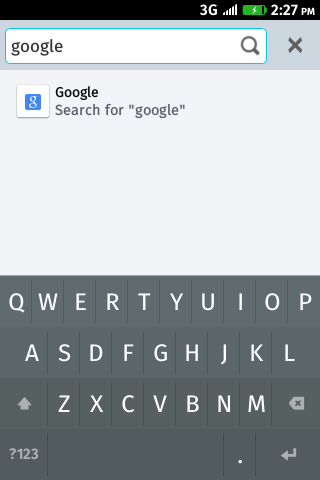 3G 2:27 PM
google
Google
Search for "google"
Q W E R T Y U I O P
A S D F G H J K L
Z X C V B N M
?123 .